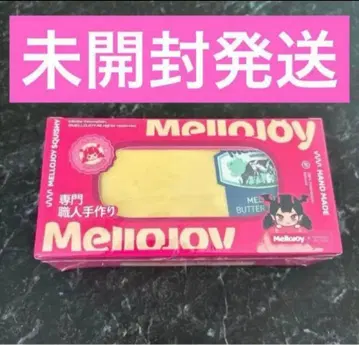 未開封発送
Mellojoy
AMSINS SQUISHY MELLOJOY
専門
職人手作り
BUTTER
HAND MADE
Mellojoy
Mellojoy